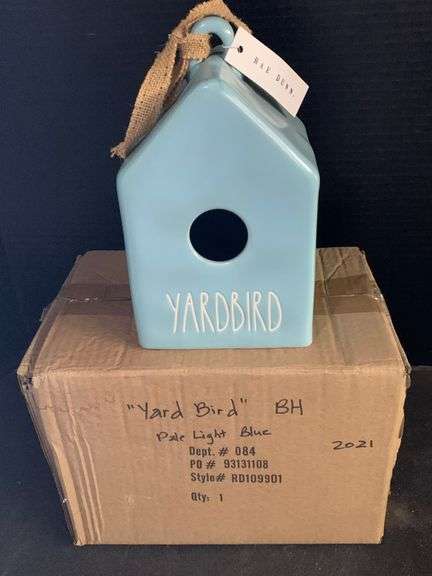 RAE DUNN.
YARDBIRD
"Yard Bird" BH
Pale Light Blue
2021
Dept. # 084
PO # 93131108
Style# RD109901
Qty: 1